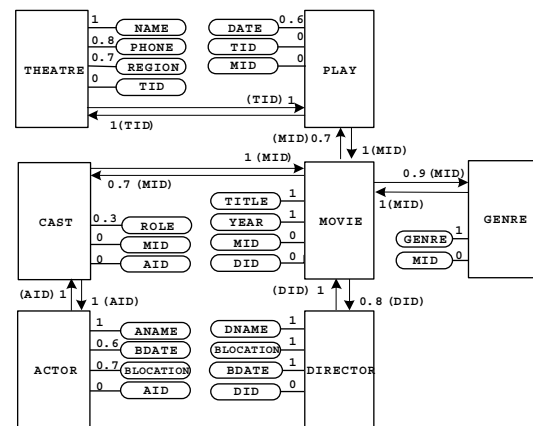 1 NAME DATE 0.6
0.8 PHONE TID 0
THEATRE 0.7 REGION MID 0 PLAY
0 TID
(TID) 1
1(TID)
(MID) 0.7 1(MID)
1 (MID)
0.7 (MID) 0.9 (MID)
TITLE 1 1(MID)
CAST YEAR 1 MOVIE GENRE
0.3 ROLE MID 0 GENRE 1
0 MID DID 0 MID 0
0 AID
(AID) 1 1 (AID) (DID) 1 0.8 (DID)
1 ANAME DNAME 1
0.6 BDATE BLOCATION 1
ACTOR 0.7 BLOCATION BDATE 1 DIRECTOR
0 AID DID 0